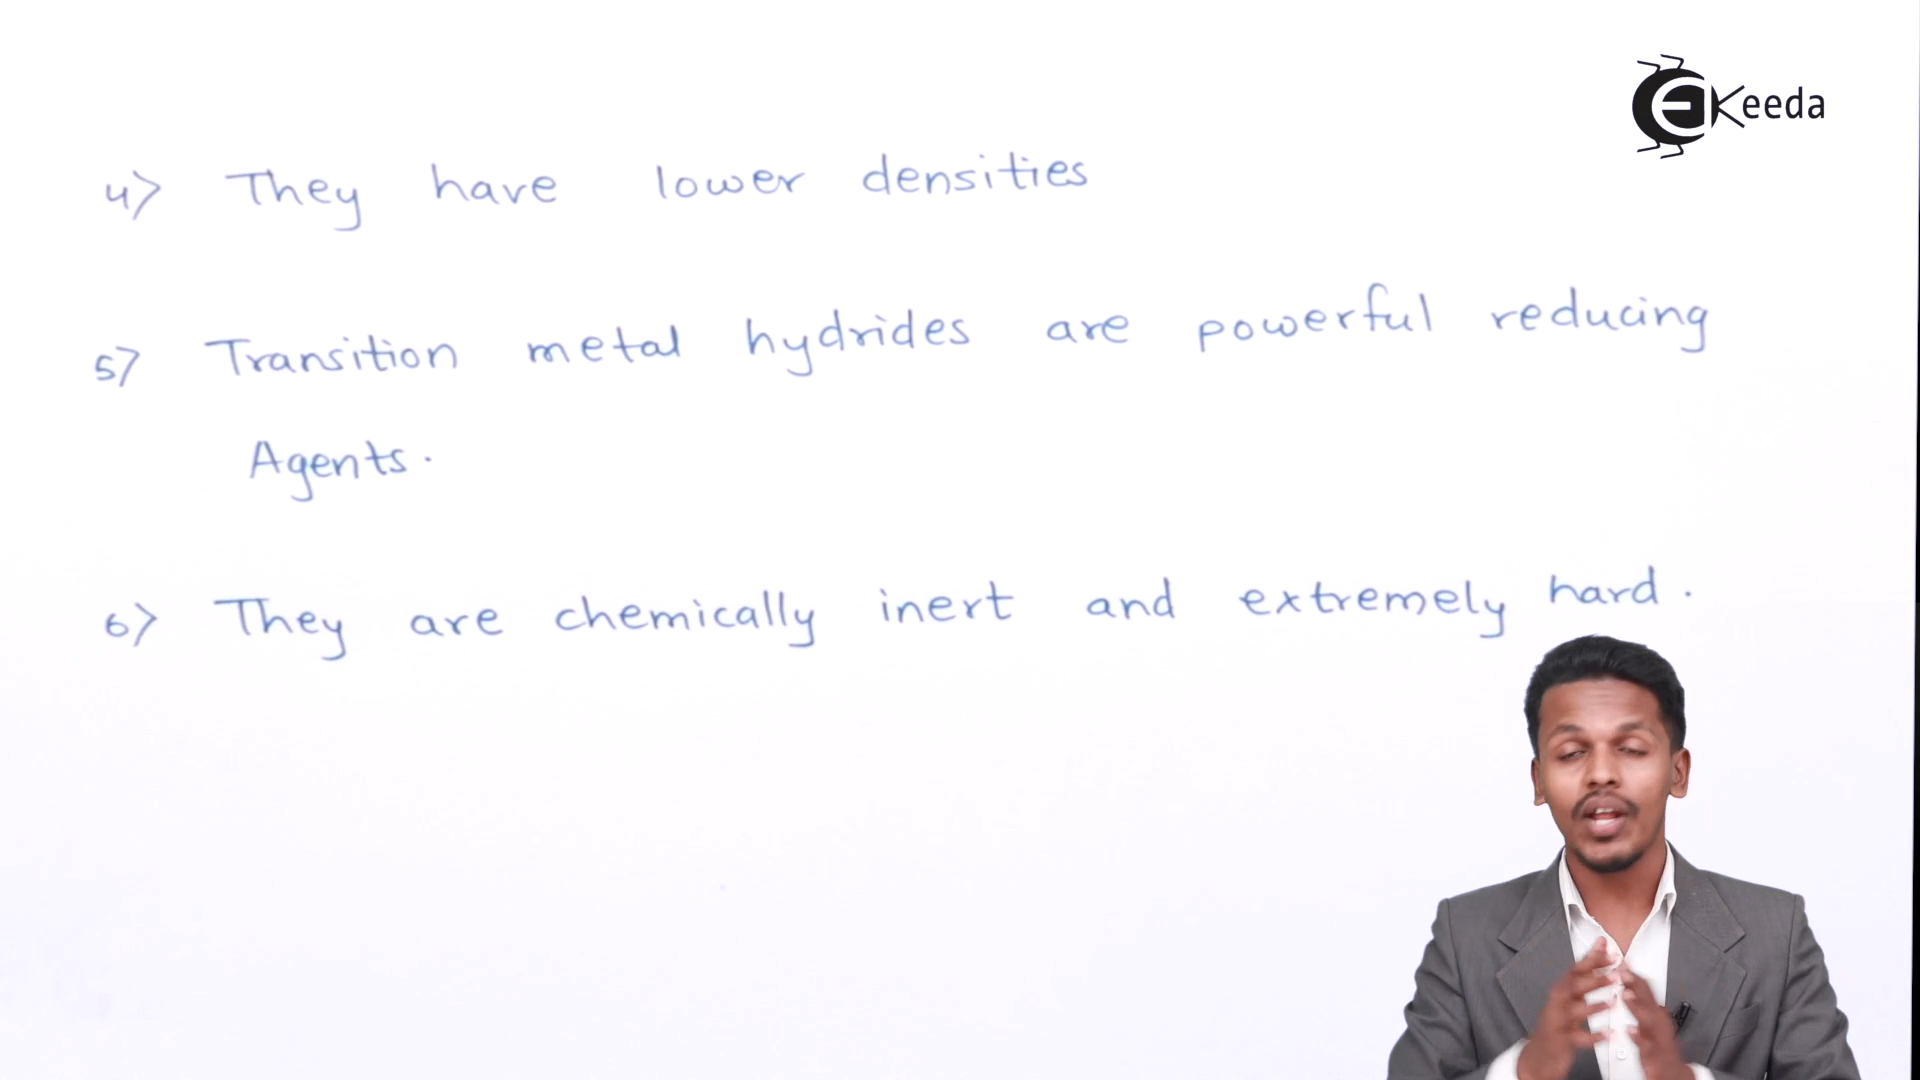 EKeeda
4> They have lower densities
5> Transition metal hydrides are powerful reducing
Agents.
6> They are chemically inert and extremely hard.